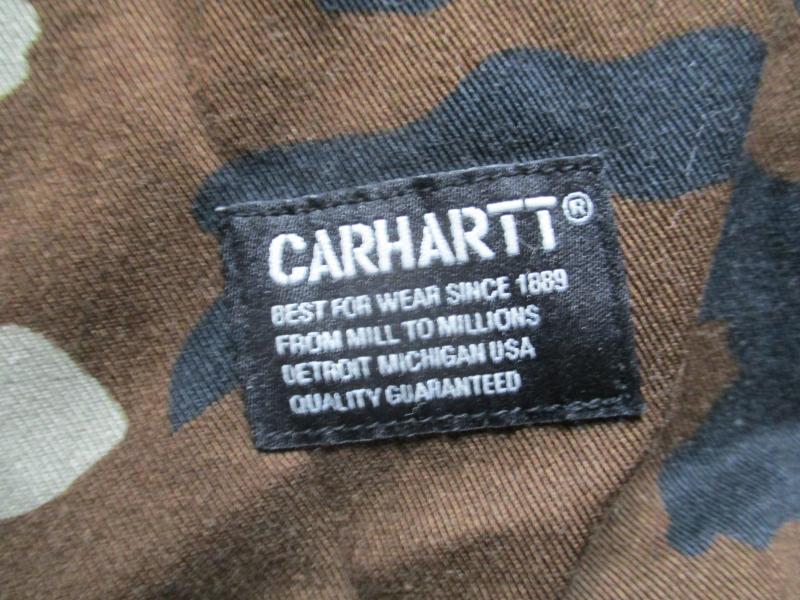 CARHARTT®
BEST FOR WEAR SINCE 1889
FROM MILL TO MILLIONS
DETROIT MICHIGAN USA
QUALITY GUARANTEED